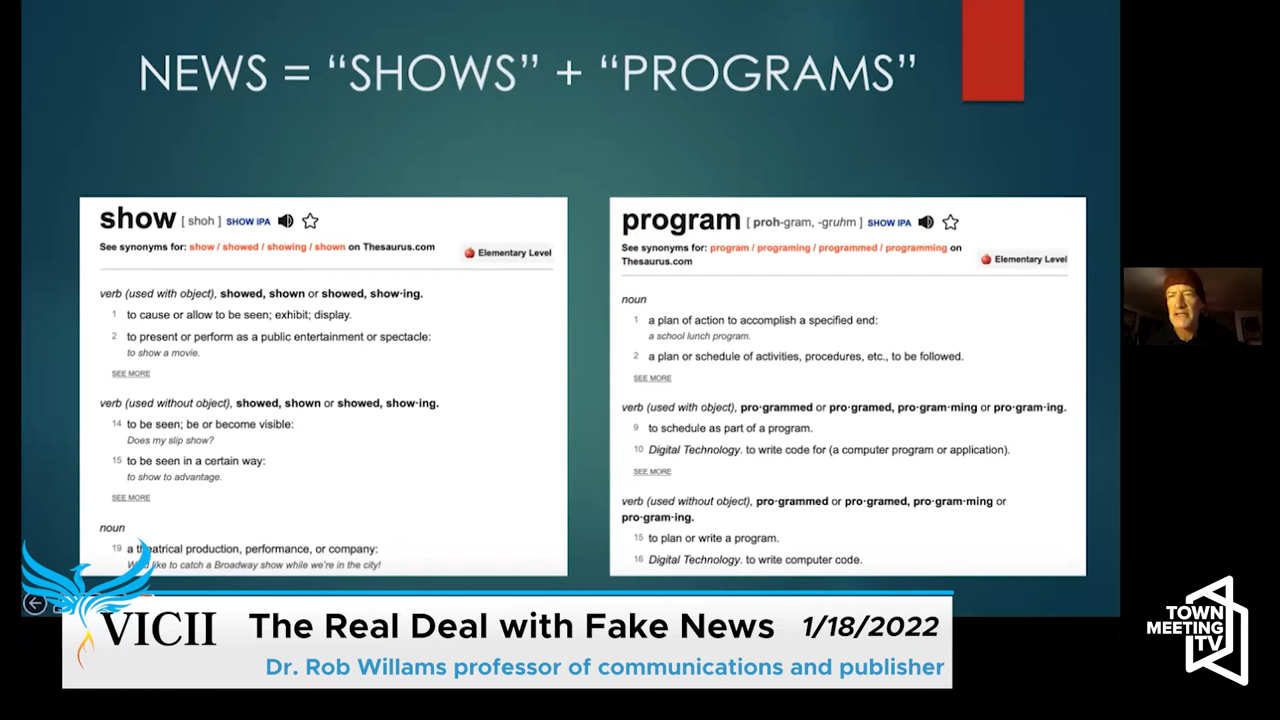 NEWS = “SHOWS” + “PROGRAMS”
show [ shoh ] SHOW IPA
See synonyms for: show / showed / showing / shown on Thesaurus.com
Elementary Level
verb (used with object), showed, shown or showed, show·ing.
1 to cause or allow to be seen; exhibit; display.
2 to present or perform as a public entertainment or spectacle:
to show a movie.
SEE MORE
verb (used without object), showed, shown or showed, show·ing.
14 to be seen; be or become visible:
Does my slip show?
15 to be seen in a certain way:
to show to advantage.
SEE MORE
noun
19 a theatrical production, performance, or company:
like to catch a Broadway show while we're in the city!
program [ proh-gram, -gruhm ] SHOW IPA
See synonyms for: program / programing / programmed / programming on
Thesaurus.com
Elementary Level
noun
1 a plan of action to accomplish a specified end:
a school lunch program.
2 a plan or schedule of activities, procedures, etc., to be followed.
SEE MORE
verb (used with object), pro·grammed or pro·gramed, pro·gram·ming or pro·gram·ing.
9 to schedule as part of a program.
10 Digital Technology. to write code for (a computer program or application).
SEE MORE
verb (used without object), pro·grammed or pro·gramed, pro·gram·ming or
pro·gram·ing.
15 to plan or write a program.
16 Digital Technology. to write computer code.
VICII
The Real Deal with Fake News 1/18/2022
Dr. Rob Willams professor of communications and publisher
TOWN
MEETING
TV